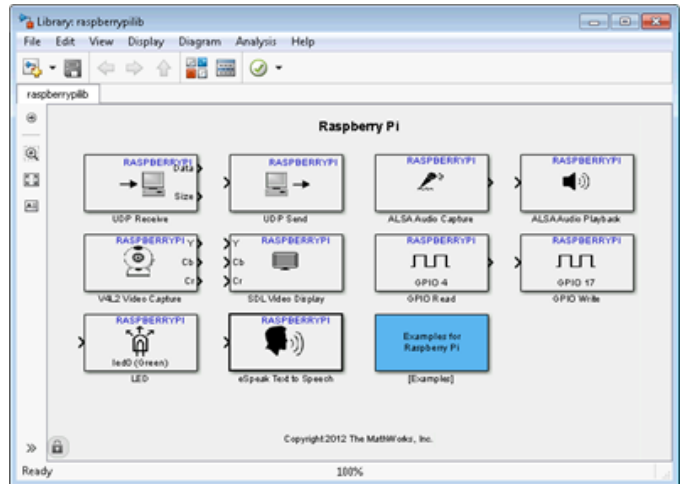 Library: raspberrypilib
File Edit View Display Diagram Analysis Help
raspberrypilib
Raspberry Pi
RASPBERRYPI
Data
Size
UDP Receive
RASPBERRYPI
UDP Send
RASPBERRYPI
ALSA Audio Capture
RASPBERRYPI
ALSA Audio Playback
RASPBERRYPI
Y
Cb
Cr
V4L2 Video Capture
RASPBERRYPI
Y
Cb
Cr
SDL Video Display
RASPBERRYPI
GPIO 4
GPIO Read
RASPBERRYPI
GPIO 17
GPIO Write
RASPBERRYPI
led0 (Green)
LED
RASPBERRYPI
eSpeak Text to Speech
Examples for
Raspberry Pi
[Examples]
Copyright 2012 The MathWorks, Inc.
Ready 100%